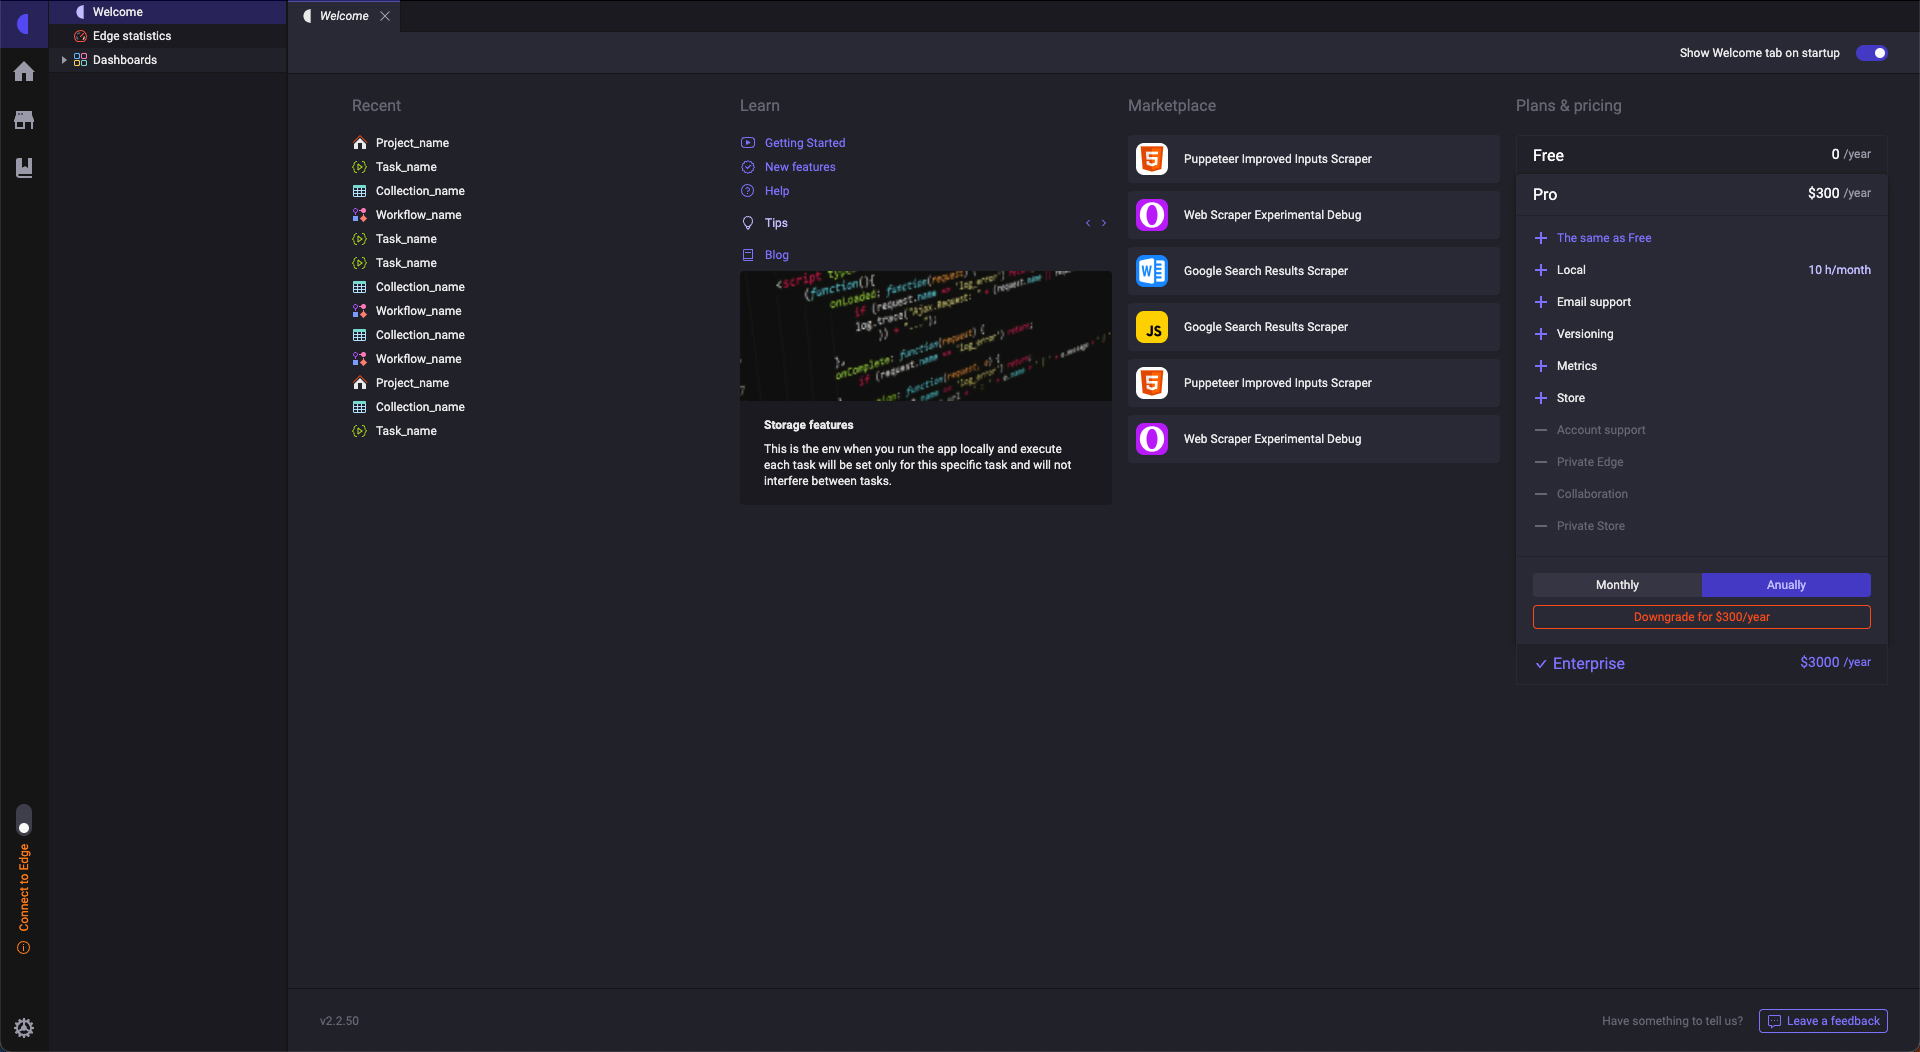 Welcome
Edge statistics
Dashboards
Connect to Edge
Welcome
Show Welcome tab on startup
Recent
Project_name
Task_name
Collection_name
Workflow_name
Task_name
Task_name
Collection_name
Workflow_name
Collection_name
Workflow_name
Project_name
Collection_name
Task_name
Learn
Getting Started
New features
Help
Tips
Blog
Storage features
This is the env when you run the app locally and execute
each task will be set only for this specific task and will not
interfere between tasks.
Marketplace
Puppeteer Improved Inputs Scraper
Web Scraper Experimental Debug
Google Search Results Scraper
JS
Google Search Results Scraper
Puppeteer Improved Inputs Scraper
Web Scraper Experimental Debug
Plans & pricing
Free 0 /year
Pro $300 /year
The same as Free
Local 10 h/month
Email support
Versioning
Metrics
Store
Account support
Private Edge
Collaboration
Private Store
Monthly Anually
Downgrade for $300/year
Enterprise $3000 /year
v2.2.50
Have something to tell us? Leave a feedback